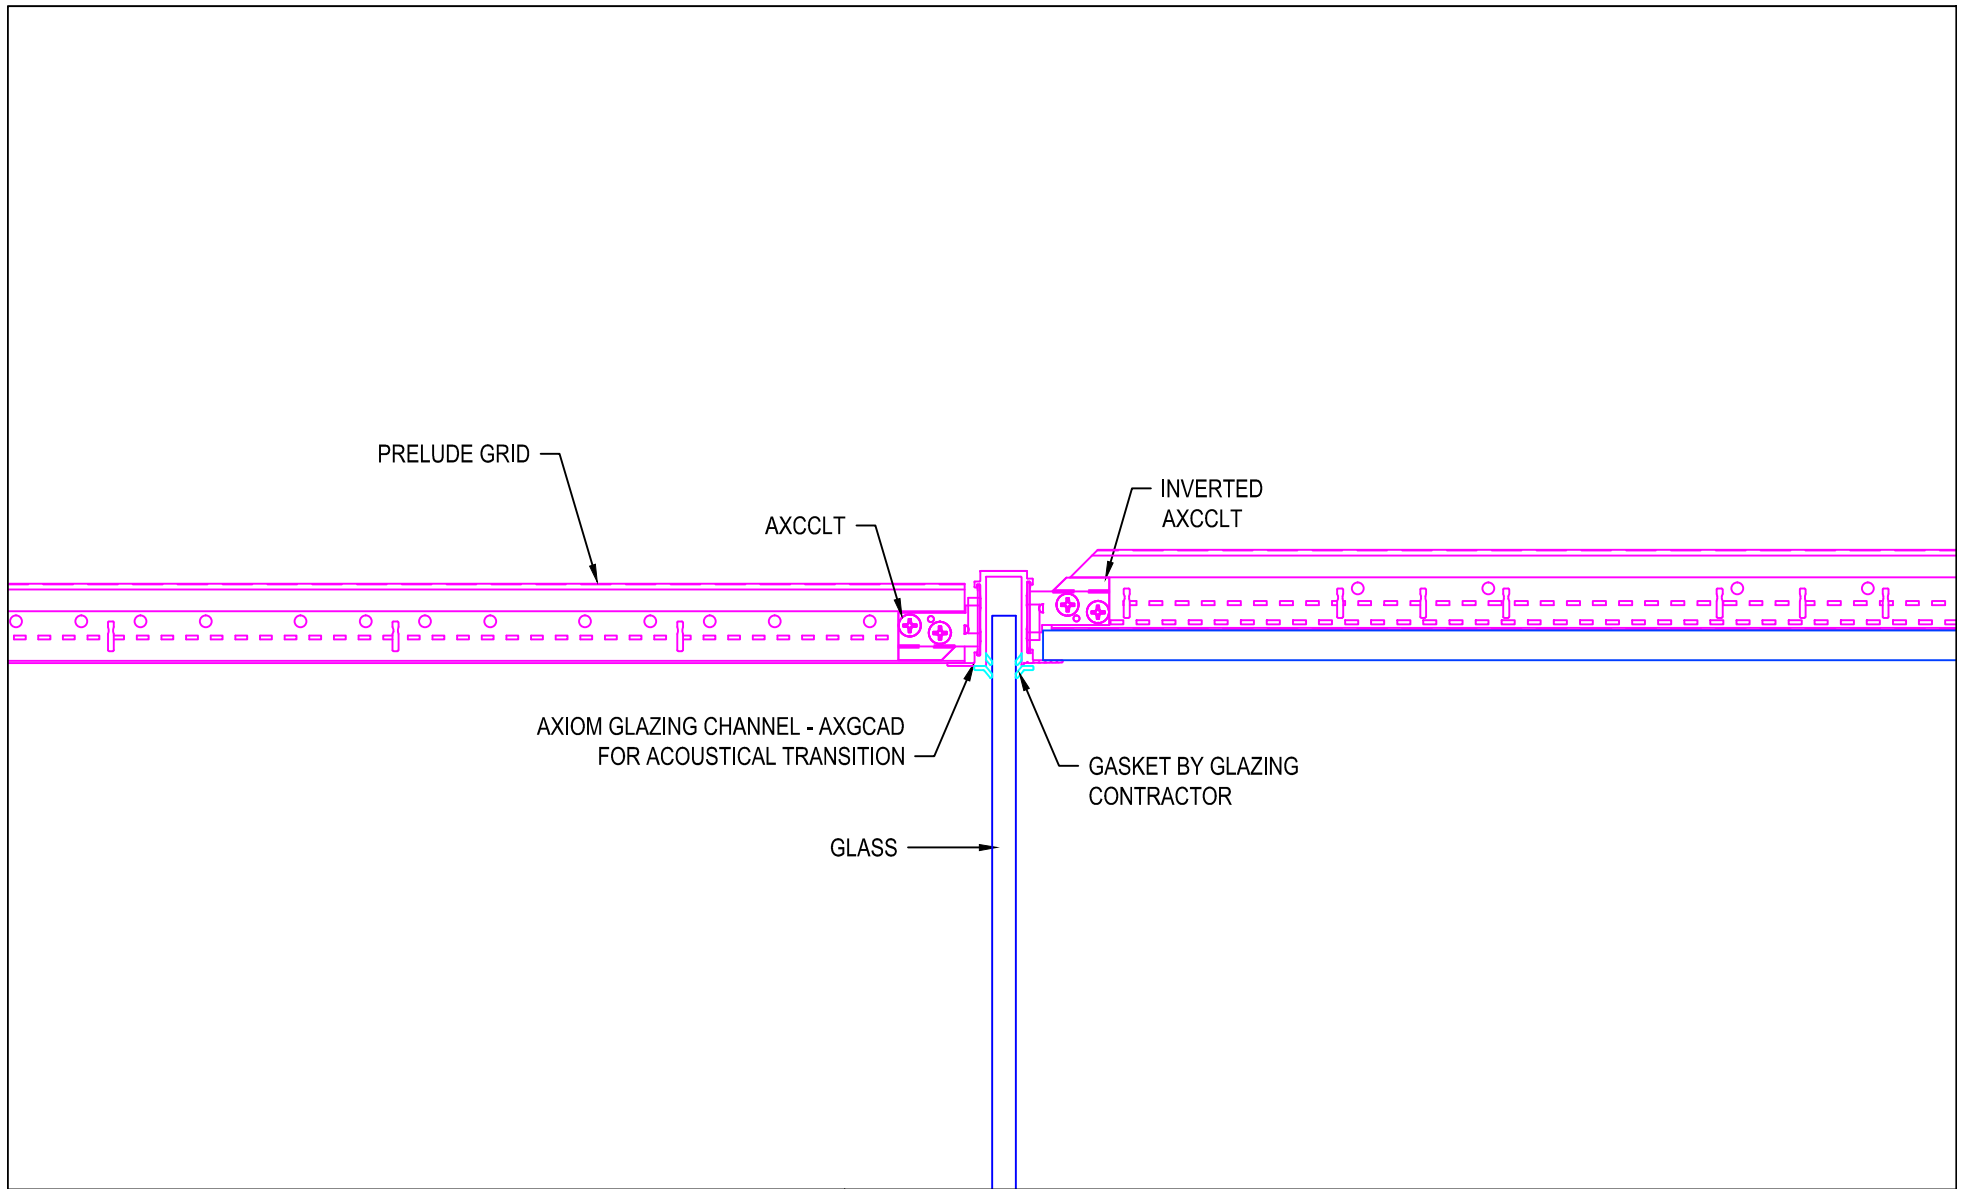 PRELUDE GRID
AXCCLT
INVERTED
AXCCLT
AXIOM GLAZING CHANNEL - AXGCAD
FOR ACOUSTICAL TRANSITION
GASKET BY GLAZING
CONTRACTOR
GLASS